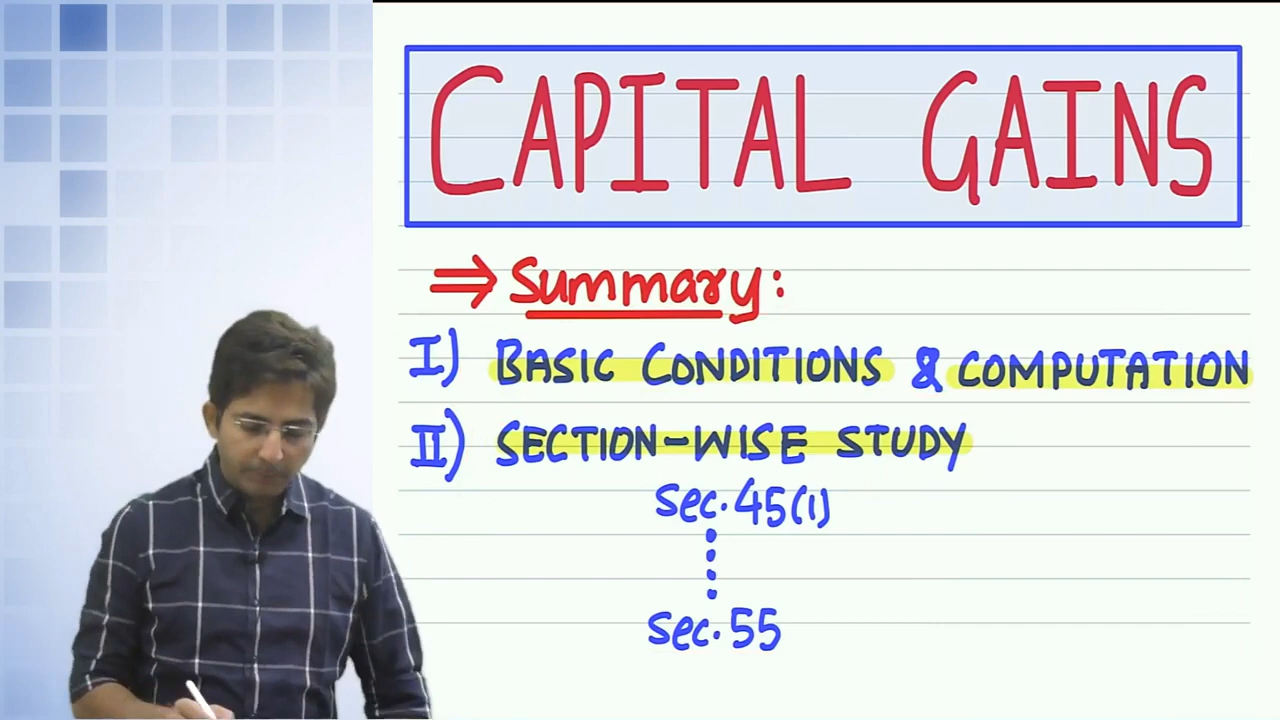 CAPITAL GAINS
⇒ Summary:
I) BASIC CONDITIONS & COMPUTATION
II) SECTION-WISE STUDY
Sec. 45(1)
Sec. 55